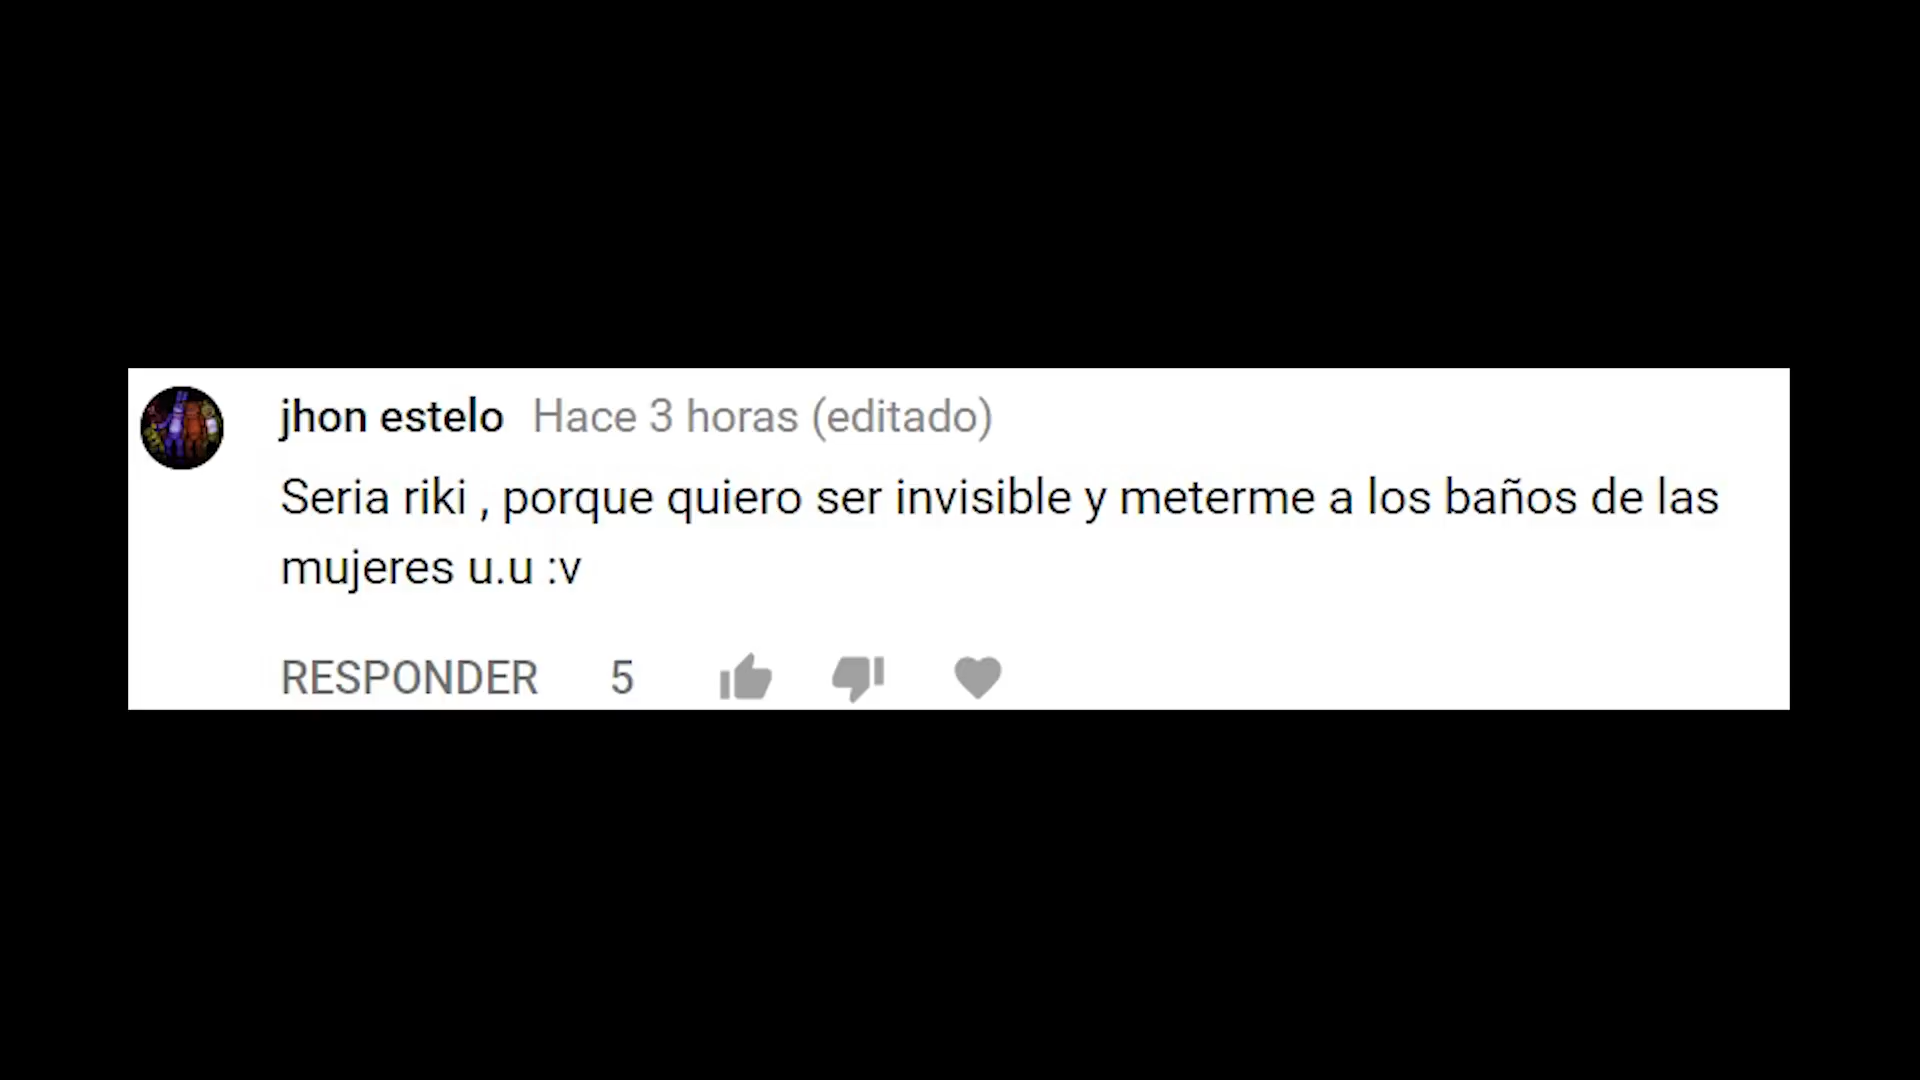 jhon estelo Hace 3 horas (editado)
Seria riki , porque quiero ser invisible y meterme a los baños de las
mujeres u.u :v
RESPONDER 5